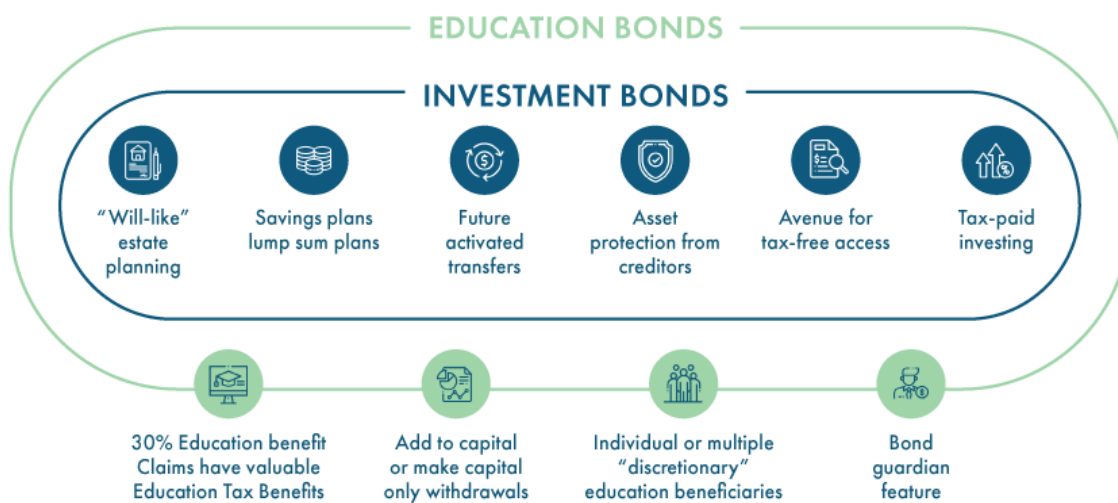 EDUCATION BONDS
INVESTMENT BONDS
“Will-like”
estate
planning
Savings plans
lump sum plans
Future
activated
transfers
Asset
protection from
creditors
Avenue for
tax-free access
Tax-paid
investing
30% Education benefit
Claims have valuable
Education Tax Benefits
Add to capital
or make capital
only withdrawals
Individual or multiple
“discretionary”
education beneficiaries
Bond
guardian
feature